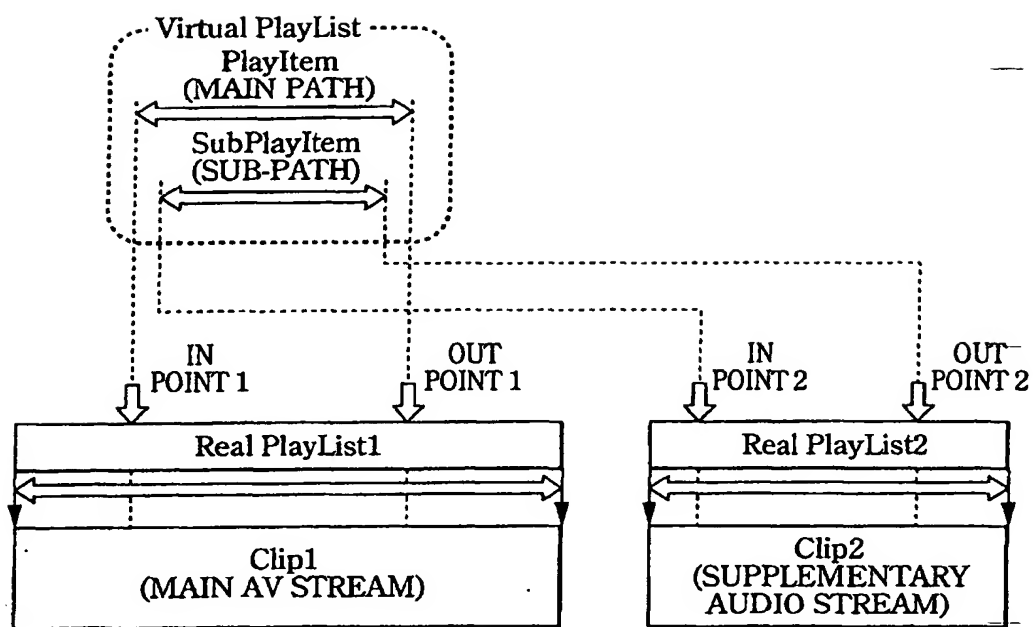 Virtual PlayList
PlayItem
(MAIN PATH)
SubPlayItem
(SUB-PATH)
IN
POINT 1
OUT
POINT 1
IN
POINT 2
OUT
POINT 2
Real PlayList1
Real PlayList2
Clip1
(MAIN AV STREAM)
Clip2
(SUPPLEMENTARY
AUDIO STREAM)